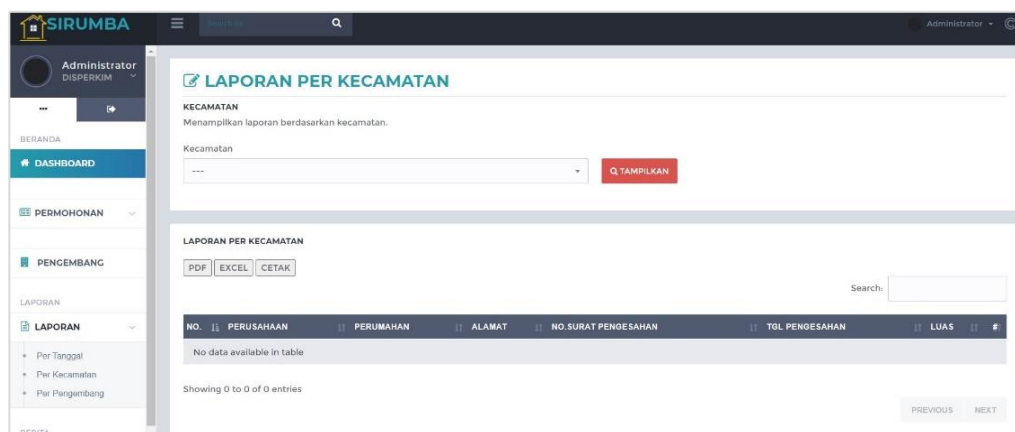 SIRUMBA
Administrator
Administrator
DISPERKIM
BERANDA
DASHBOARD
PERMOHONAN
PENGEMBANG
LAPORAN
LAPORAN
Per Tanggal
Per Kecamatan
Per Pengembang
BERITA
LAPORAN PER KECAMATAN
KECAMATAN
Menampilkan laporan berdasarkan kecamatan.
Kecamatan
---
TAMPILKAN
LAPORAN PER KECAMATAN
PDF EXCEL CETAK
Search:
NO. PERUSAHAAN PERUMAHAN ALAMAT NO.SURAT PENGESAHAN TGL PENGESAHAN LUAS #
No data available in table
Showing 0 to 0 of 0 entries
PREVIOUS NEXT